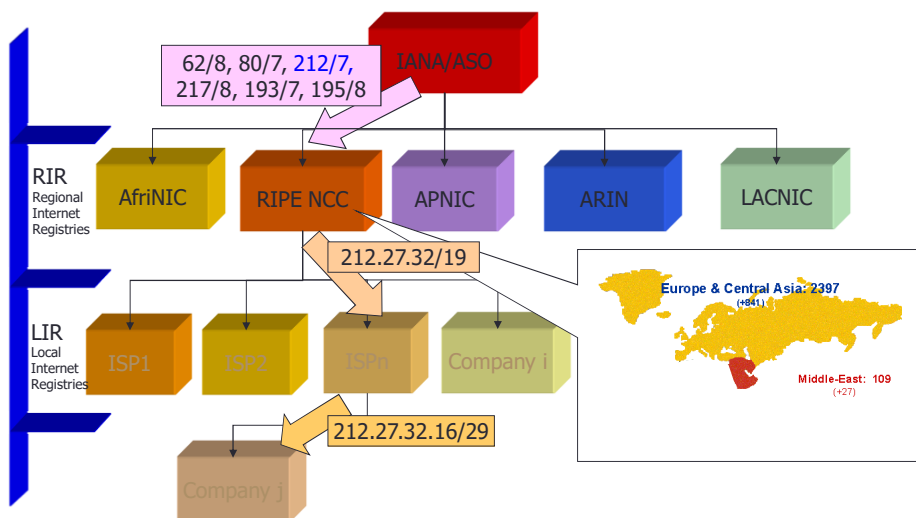 IANA/ASO
62/8, 80/7, 212/7,
217/8, 193/7, 195/8
RIR
Regional
Internet
Registries
AfriNIC
RIPE NCC
APNIC
ARIN
LACNIC
212.27.32/19
Europe & Central Asia: 2397
(+841)
Middle-East: 109
(+27)
LIR
Local
Internet
Registries
ISP1
ISP2
ISPn
Company i
212.27.32.16/29
Company j